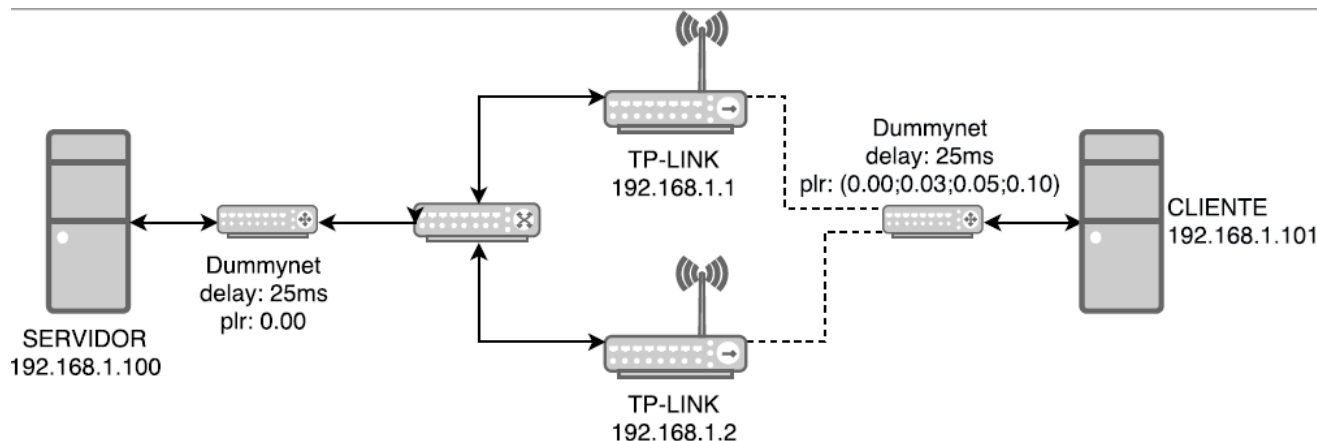 TP-LINK
192.168.1.1
Dummynet
delay: 25ms
plr: (0.00;0.03;0.05;0.10)
CLIENTE
192.168.1.101
Dummynet
delay: 25ms
plr: 0.00
SERVIDOR
192.168.1.100
TP-LINK
192.168.1.2